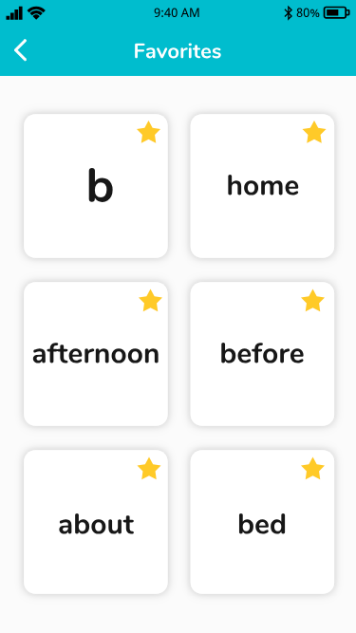 9:40 AM 80%
Favorites
b home
afternoon before
about bed